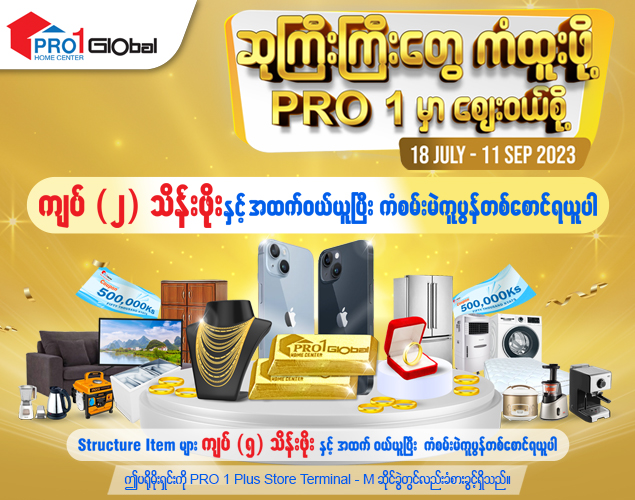 PRO 1 Global
HOME CENTER
ဆုကြီးကြီးတွေ ကံထူးဖို့
PRO 1 မှာ ဈေးဝယ်စို့
18 JULY - 11 SEP 2023
ကျပ် (၂) သိန်းဖိုးနှင့် အထက်ဝယ်ယူပြီး ကံစမ်းမဲကူပွန်တစ်စောင်ရယူပါ
500,000Ks
500,000Ks
PRO 1 Global
HOME CENTER
Structure Item များ ကျပ် (၅) သိန်းဖိုး နှင့် အထက် ဝယ်ယူပြီး ကံစမ်းမဲကူပွန်တစ်စောင်ရယူပါ
ဤပရိုမိုးရှင်းကို PRO 1 Plus Store Terminal - M ဆိုင်ခွဲတွင်လည်းခံစားခွင့်ရှိသည်။